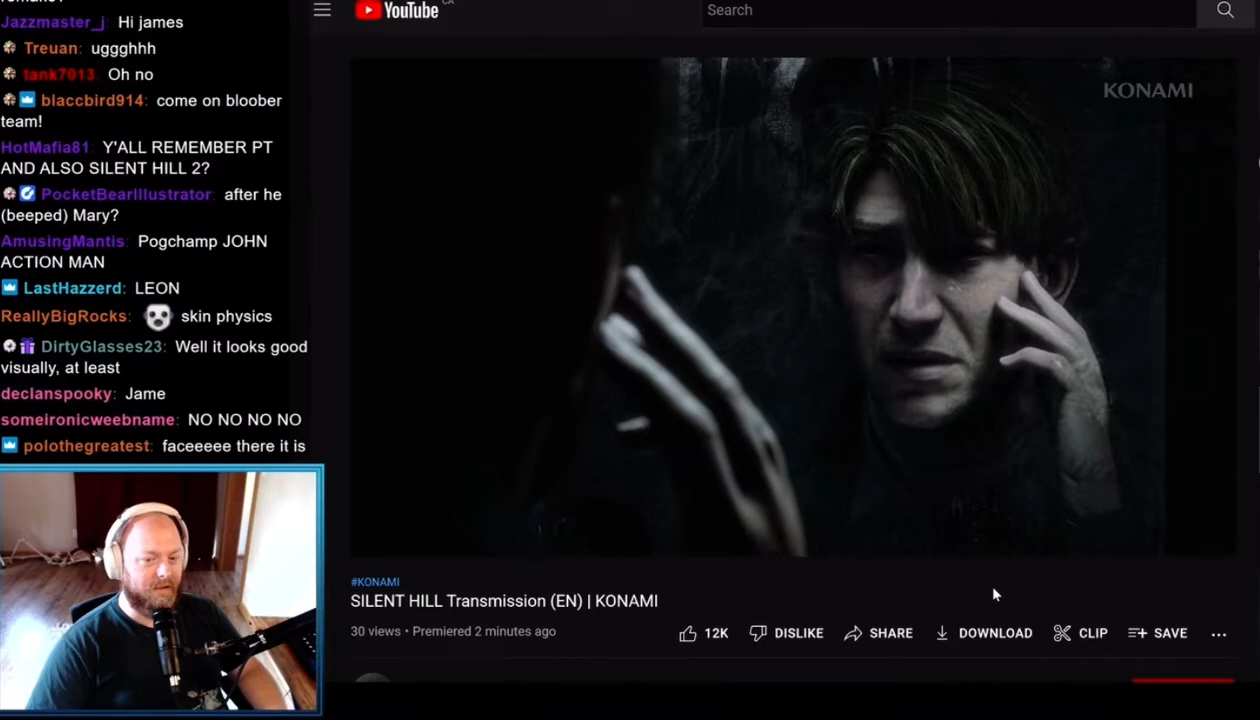 Jazzmaster_j: Hi james
Treuan: uggghhh
tank7013 Oh no
blaccbird914: come on bloober
team!
HotMafia81: Y'ALL REMEMBER PT
AND ALSO SILENT HILL 2?
PocketBearIllustrator: after he
(beeped) Mary?
AmusingMantis: Pogchamp JOHN
ACTION MAN
LastHazzerd: LEON
ReallyBigRocks: skin physics
DirtyGlasses23: Well it looks good
visually, at least
declanspooky: Jame
someironicwebname: NO NO NO NO
polothegreatest: faceeeee there it is
YouTube CA
Search
KONAMI
#KONAMI
SILENT HILL Transmission (EN) | KONAMI
30 views • Premiered 2 minutes ago
12K DISLIKE SHARE DOWNLOAD CLIP SAVE